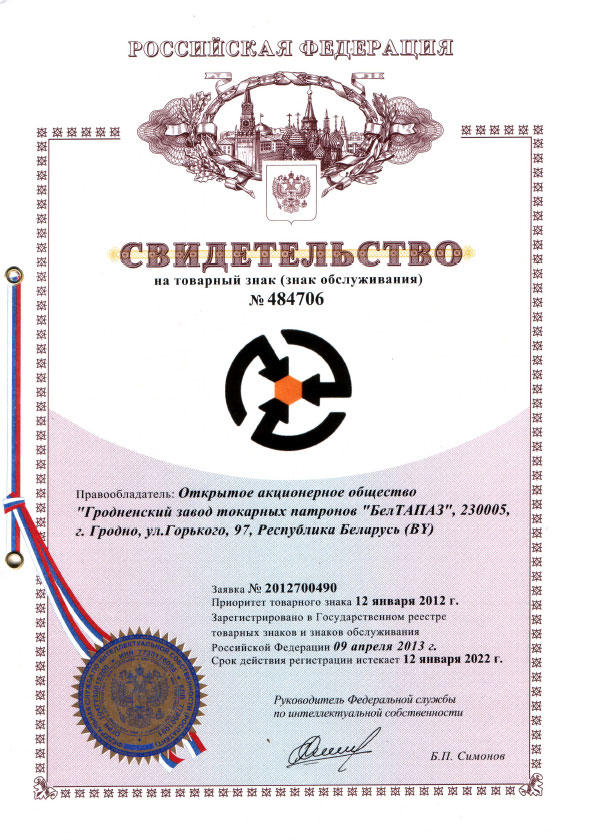 РОССИЙСКАЯ ФЕДЕРАЦИЯ
СВИДЕТЕЛЬСТВО
на товарный знак (знак обслуживания)
№ 484706
Правообладатель: Открытое акционерное общество
"Гродненский завод токарных патронов "БелТАПАЗ", 230005,
г. Гродно, ул.Горького, 97, Республика Беларусь (BY)
Заявка № 2012700490
Приоритет товарного знака 12 января 2012 г.
Зарегистрировано в Государственном реестре
товарных знаков и знаков обслуживания
Российской Федерации 09 апреля 2013 г.
Срок действия регистрации истекает 12 января 2022 г.
Руководитель Федеральной службы
по интеллектуальной собственности
Б.П. Симонов